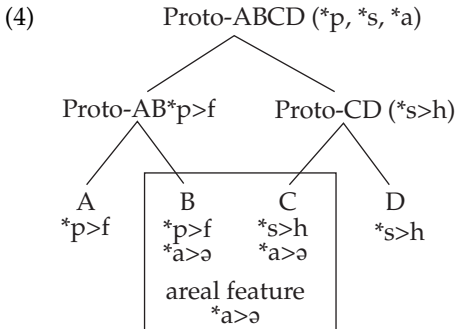 (4) Proto-ABCD (*p, *s, *a)
Proto-AB*p>f Proto-CD (*s>h)
A B C D
*p>f *p>f *s>h *s>h
*a>ə *a>ə
areal feature
*a>ə